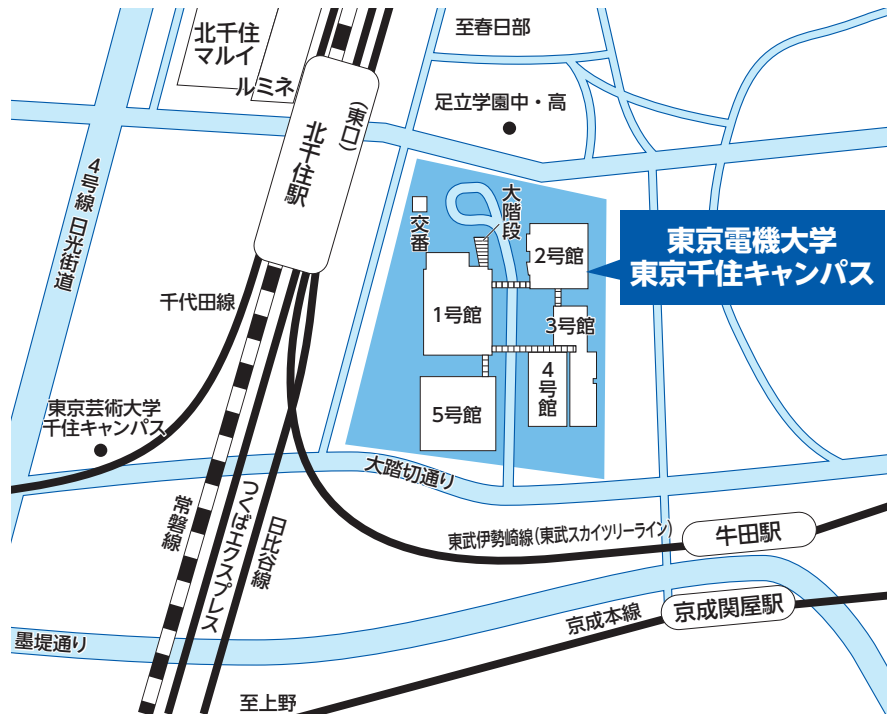 北千住
マルイ
ルミネ
至春日部
足立学園中・高
(東口)
北千住駅
4号線 日光街道
交番
大階段
2号館
東京電機大学
東京千住キャンパス
千代田線
1号館
3号館
4号館
5号館
東京芸術大学
千住キャンパス
大踏切通り
常磐線
つくばエクスプレス
日比谷線
東武伊勢崎線(東武スカイツリーライン)
牛田駅
京成関屋駅
京成本線
墨堤通り
至上野